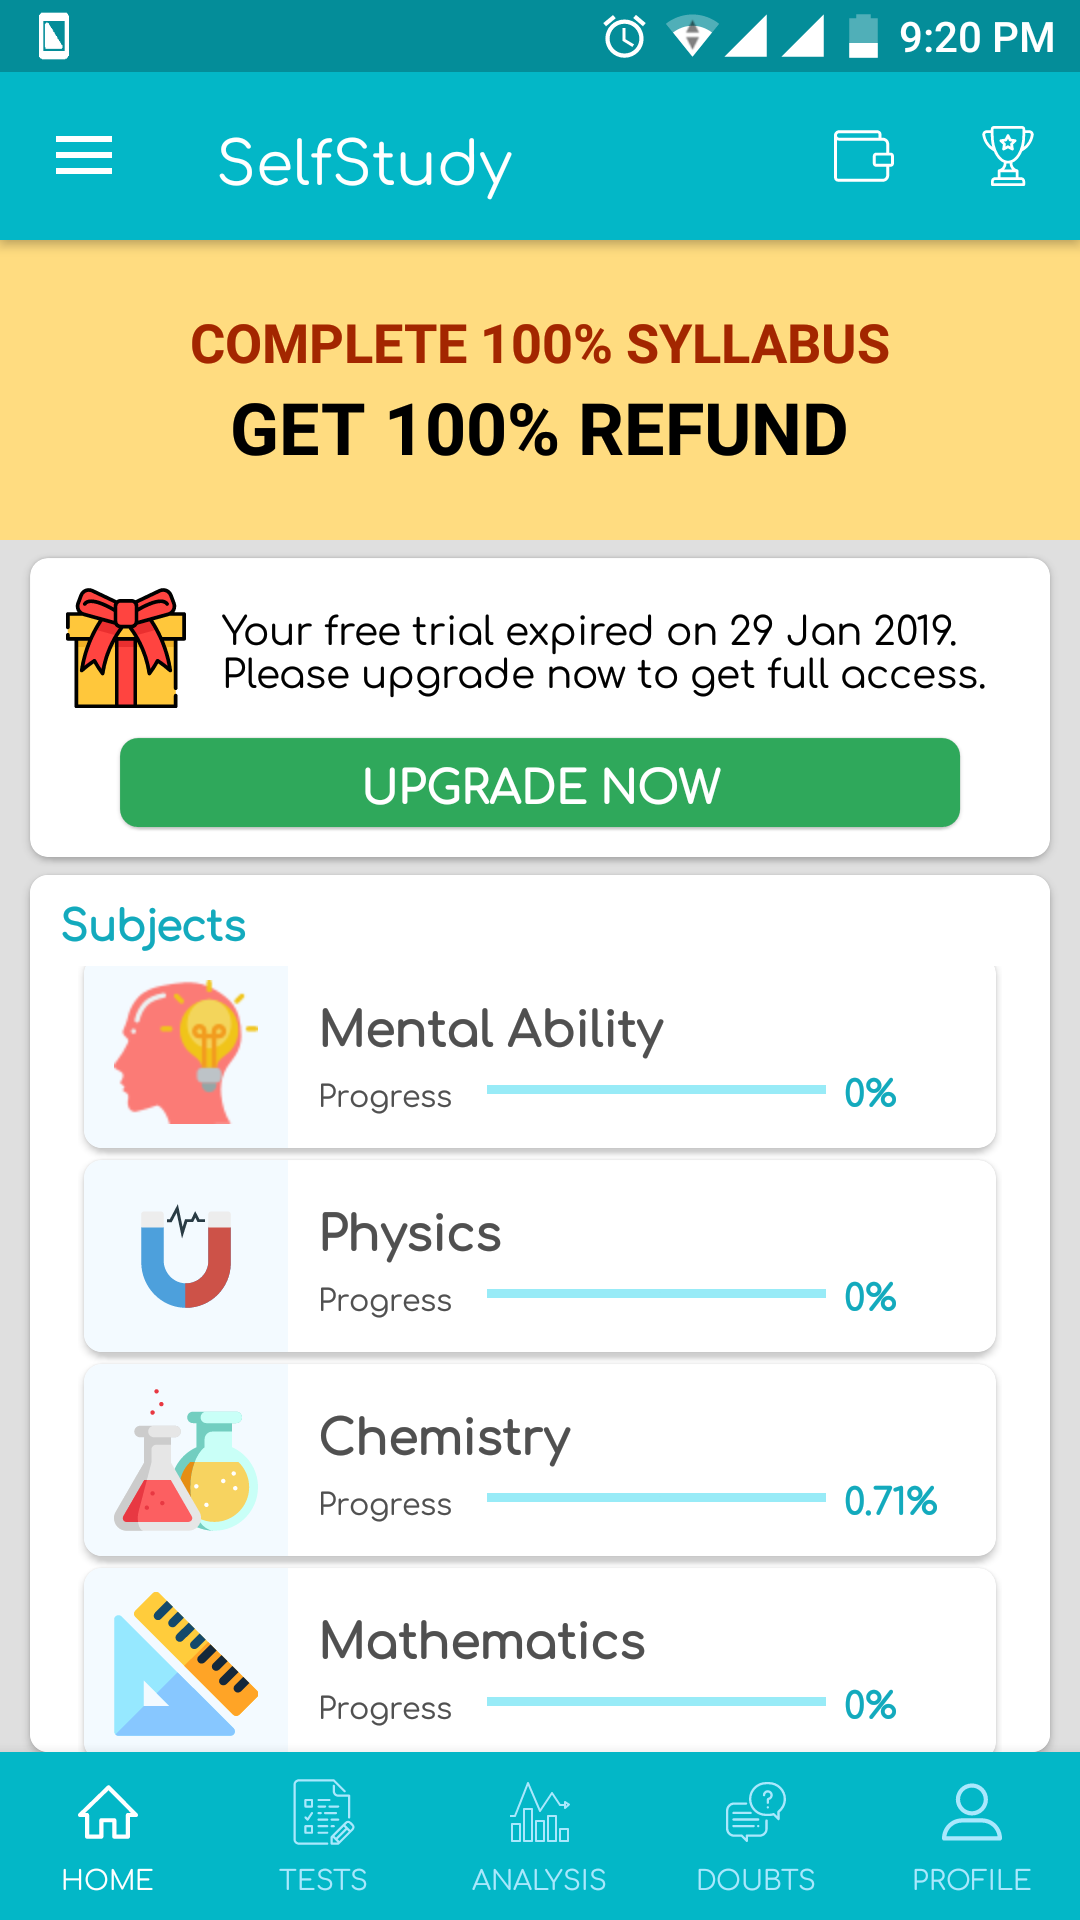 9:20 PM
SelfStudy
COMPLETE 100% SYLLABUS
GET 100% REFUND
Your free trial expired on 29 Jan 2019.
Please upgrade now to get full access.
UPGRADE NOW
Subjects
Mental Ability
Progress 0%
Physics
Progress 0%
Chemistry
Progress 0.71%
Mathematics
Progress 0%
HOME TESTS ANALYSIS DOUBTS PROFILE